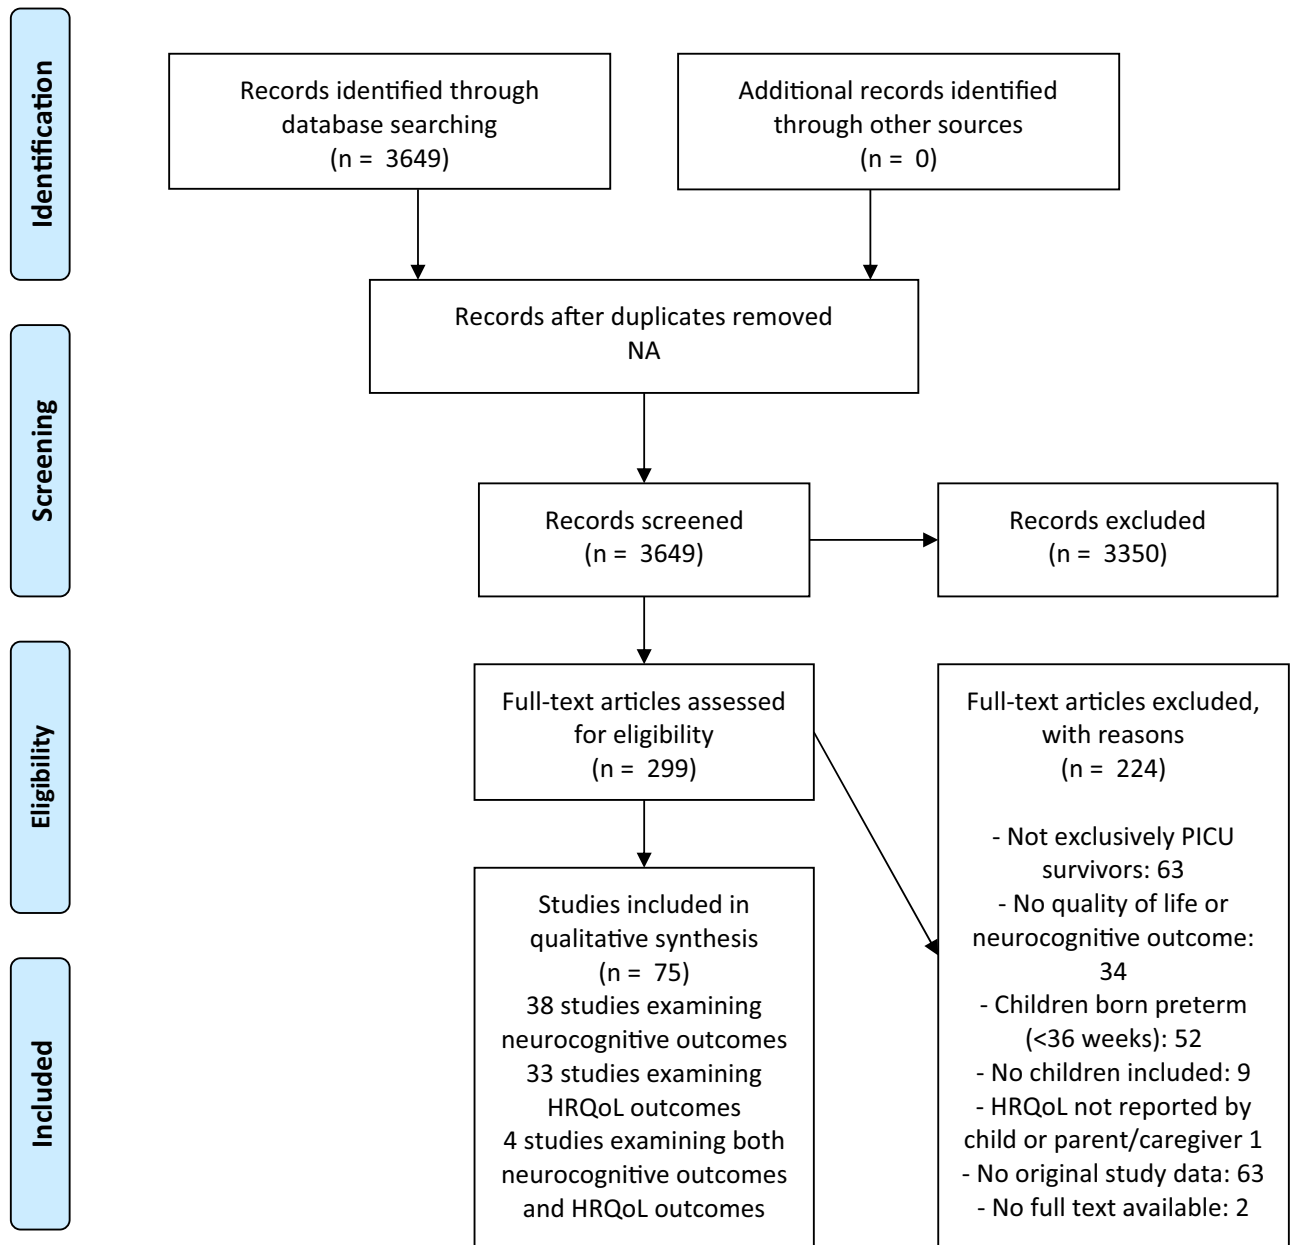 Identification
Records identified through
database searching
(n =  3649)
Additional records identified
through other sources
(n =  0)
Records after duplicates removed
NA
Screening
Records screened
(n =  3649)
Records excluded
(n =  3350)
Eligibility
Full-text articles assessed
for eligibility
(n =  299)
Full-text articles excluded,
with reasons
(n =  224)
- Not exclusively PICU
survivors: 63
- No quality of life or
neurocognitive outcome:
34
- Children born preterm
(<36 weeks): 52
- No children included: 9
- HRQoL not reported by
child or parent/caregiver 1
- No original study data: 63
- No full text available: 2
Included
Studies included in
qualitative synthesis
(n =  75)
38 studies examining
neurocognitive outcomes
33 studies examining
HRQoL outcomes
4 studies examining both
neurocognitive outcomes
and HRQoL outcomes